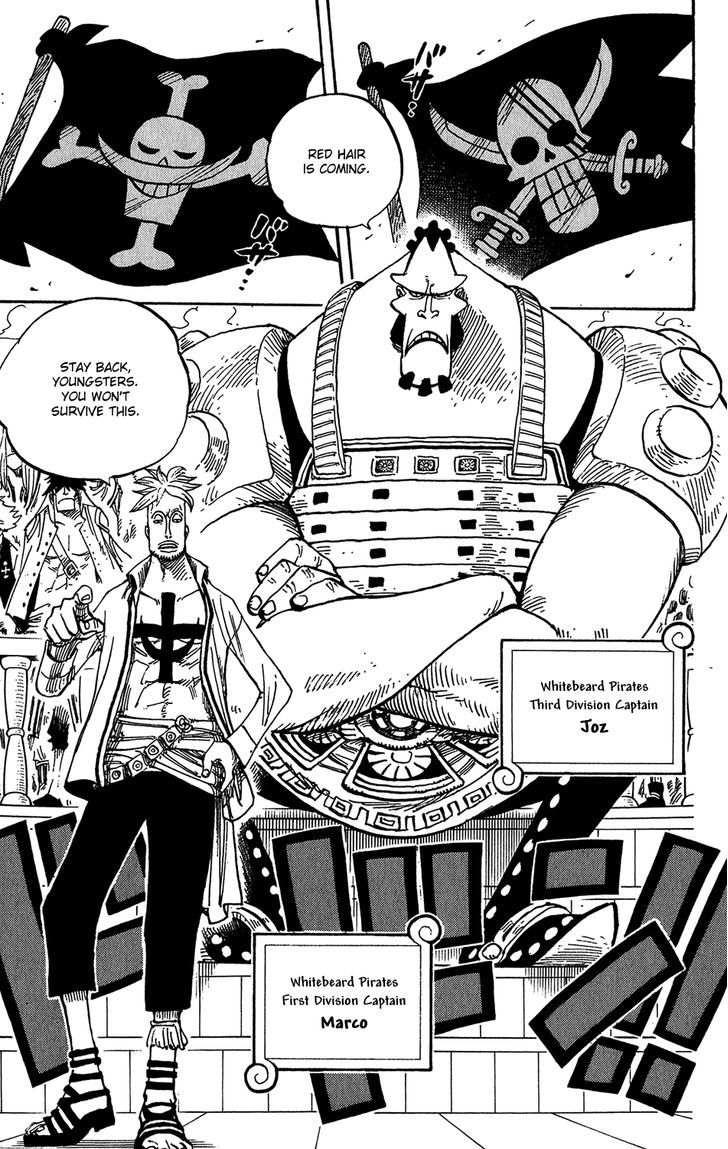 RED HAIR
IS COMING.
STAY BACK,
YOUNGSTERS.
YOU WON'T
SURVIVE THIS.
Whitebeard Pirates
Third Division Captain
Joz
Whitebeard Pirates
First Division Captain
Marco